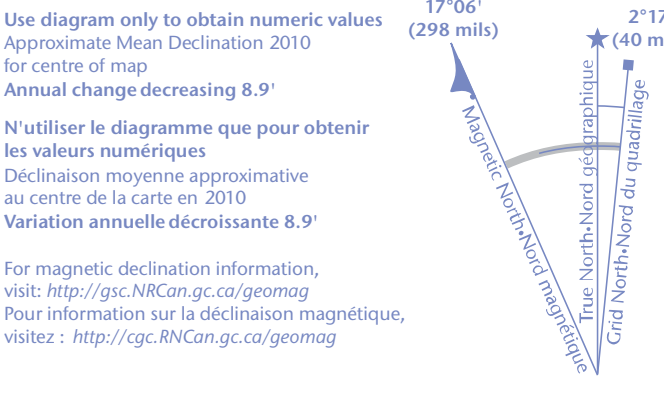 Use diagram only to obtain numeric values
Approximate Mean Declination 2010
for centre of map
Annual change decreasing 8.9'
N'utiliser le diagramme que pour obtenir
les valeurs numériques
Déclinaison moyenne approximative
au centre de la carte en 2010
Variation annuelle décroissante 8.9'
For magnetic declination information,
visit: http://gsc.NRCan.gc.ca/geomag
Pour information sur la déclinaison magnétique,
visitez : http://cgc.RNCan.gc.ca/geomag
17°06'
(298 mils)
2°17
(40 m
Magnetic North•Nord magnétique
True North•Nord géographique
Grid North•Nord du quadrillage